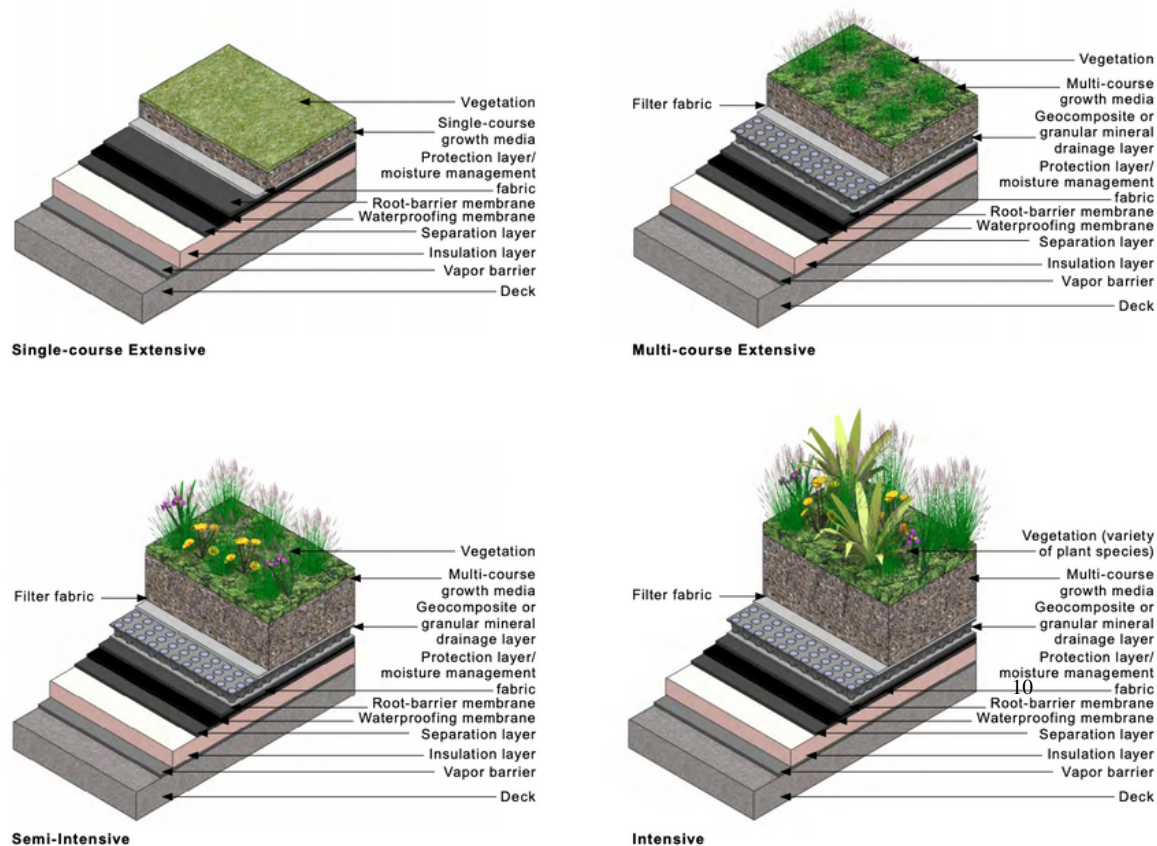 Vegetation
Single-course
growth media
Protection layer/
moisture management
fabric
Root-barrier membrane
Waterproofing membrane
Separation layer
Insulation layer
Vapor barrier
Deck
Single-course Extensive
Filter fabric
Vegetation
Multi-course
growth media
Geocomposite or
granular mineral
drainage layer
Protection layer/
moisture management
fabric
Root-barrier membrane
Waterproofing membrane
Separation layer
Insulation layer
Vapor barrier
Deck
Multi-course Extensive
Filter fabric
Vegetation
Multi-course
growth media
Geocomposite or
granular mineral
drainage layer
Protection layer/
moisture management
fabric
Root-barrier membrane
Waterproofing membrane
Separation layer
Insulation layer
Vapor barrier
Deck
Semi-Intensive
Filter fabric
Vegetation (variety
of plant species)
Multi-course
growth media
Geocomposite or
granular mineral
drainage layer
Protection layer/
moisture management
10
fabric
Root-barrier membrane
Waterproofing membrane
Separation layer
Insulation layer
Vapor barrier
Deck
Intensive